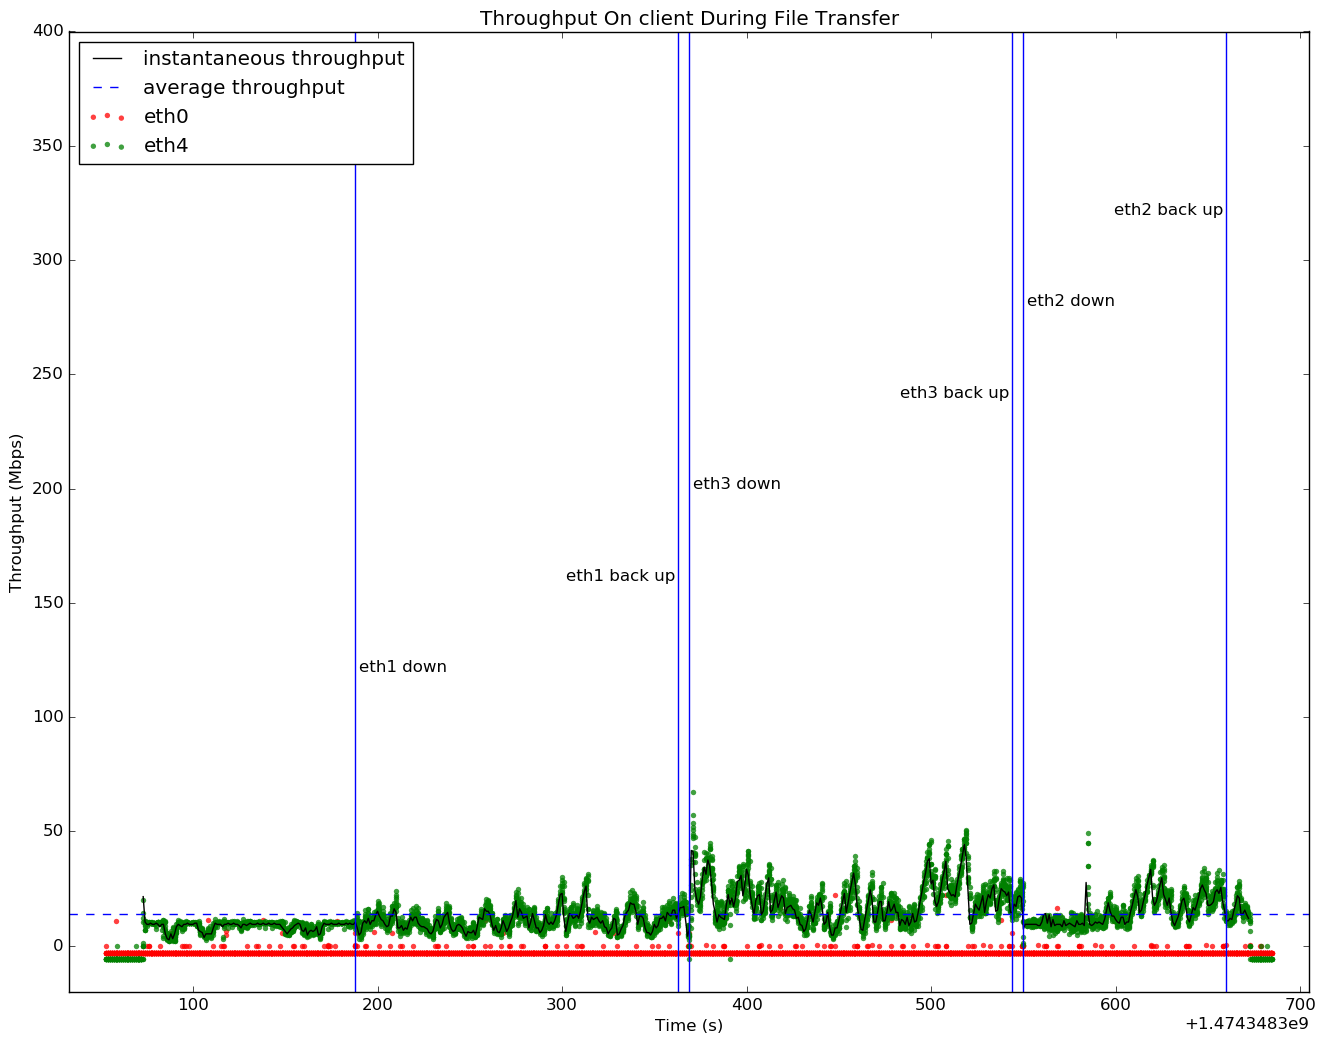 Throughput On client During File Transfer
400
350
300
250
200
150
100
50
0
Throughput (Mbps)
instantaneous throughput
average throughput
eth0
eth4
eth2 back up
eth2 down
eth3 back up
eth3 down
eth1 back up
eth1 down
100 200 300 400 500 600 700
Time (s)
+1.4743483e9